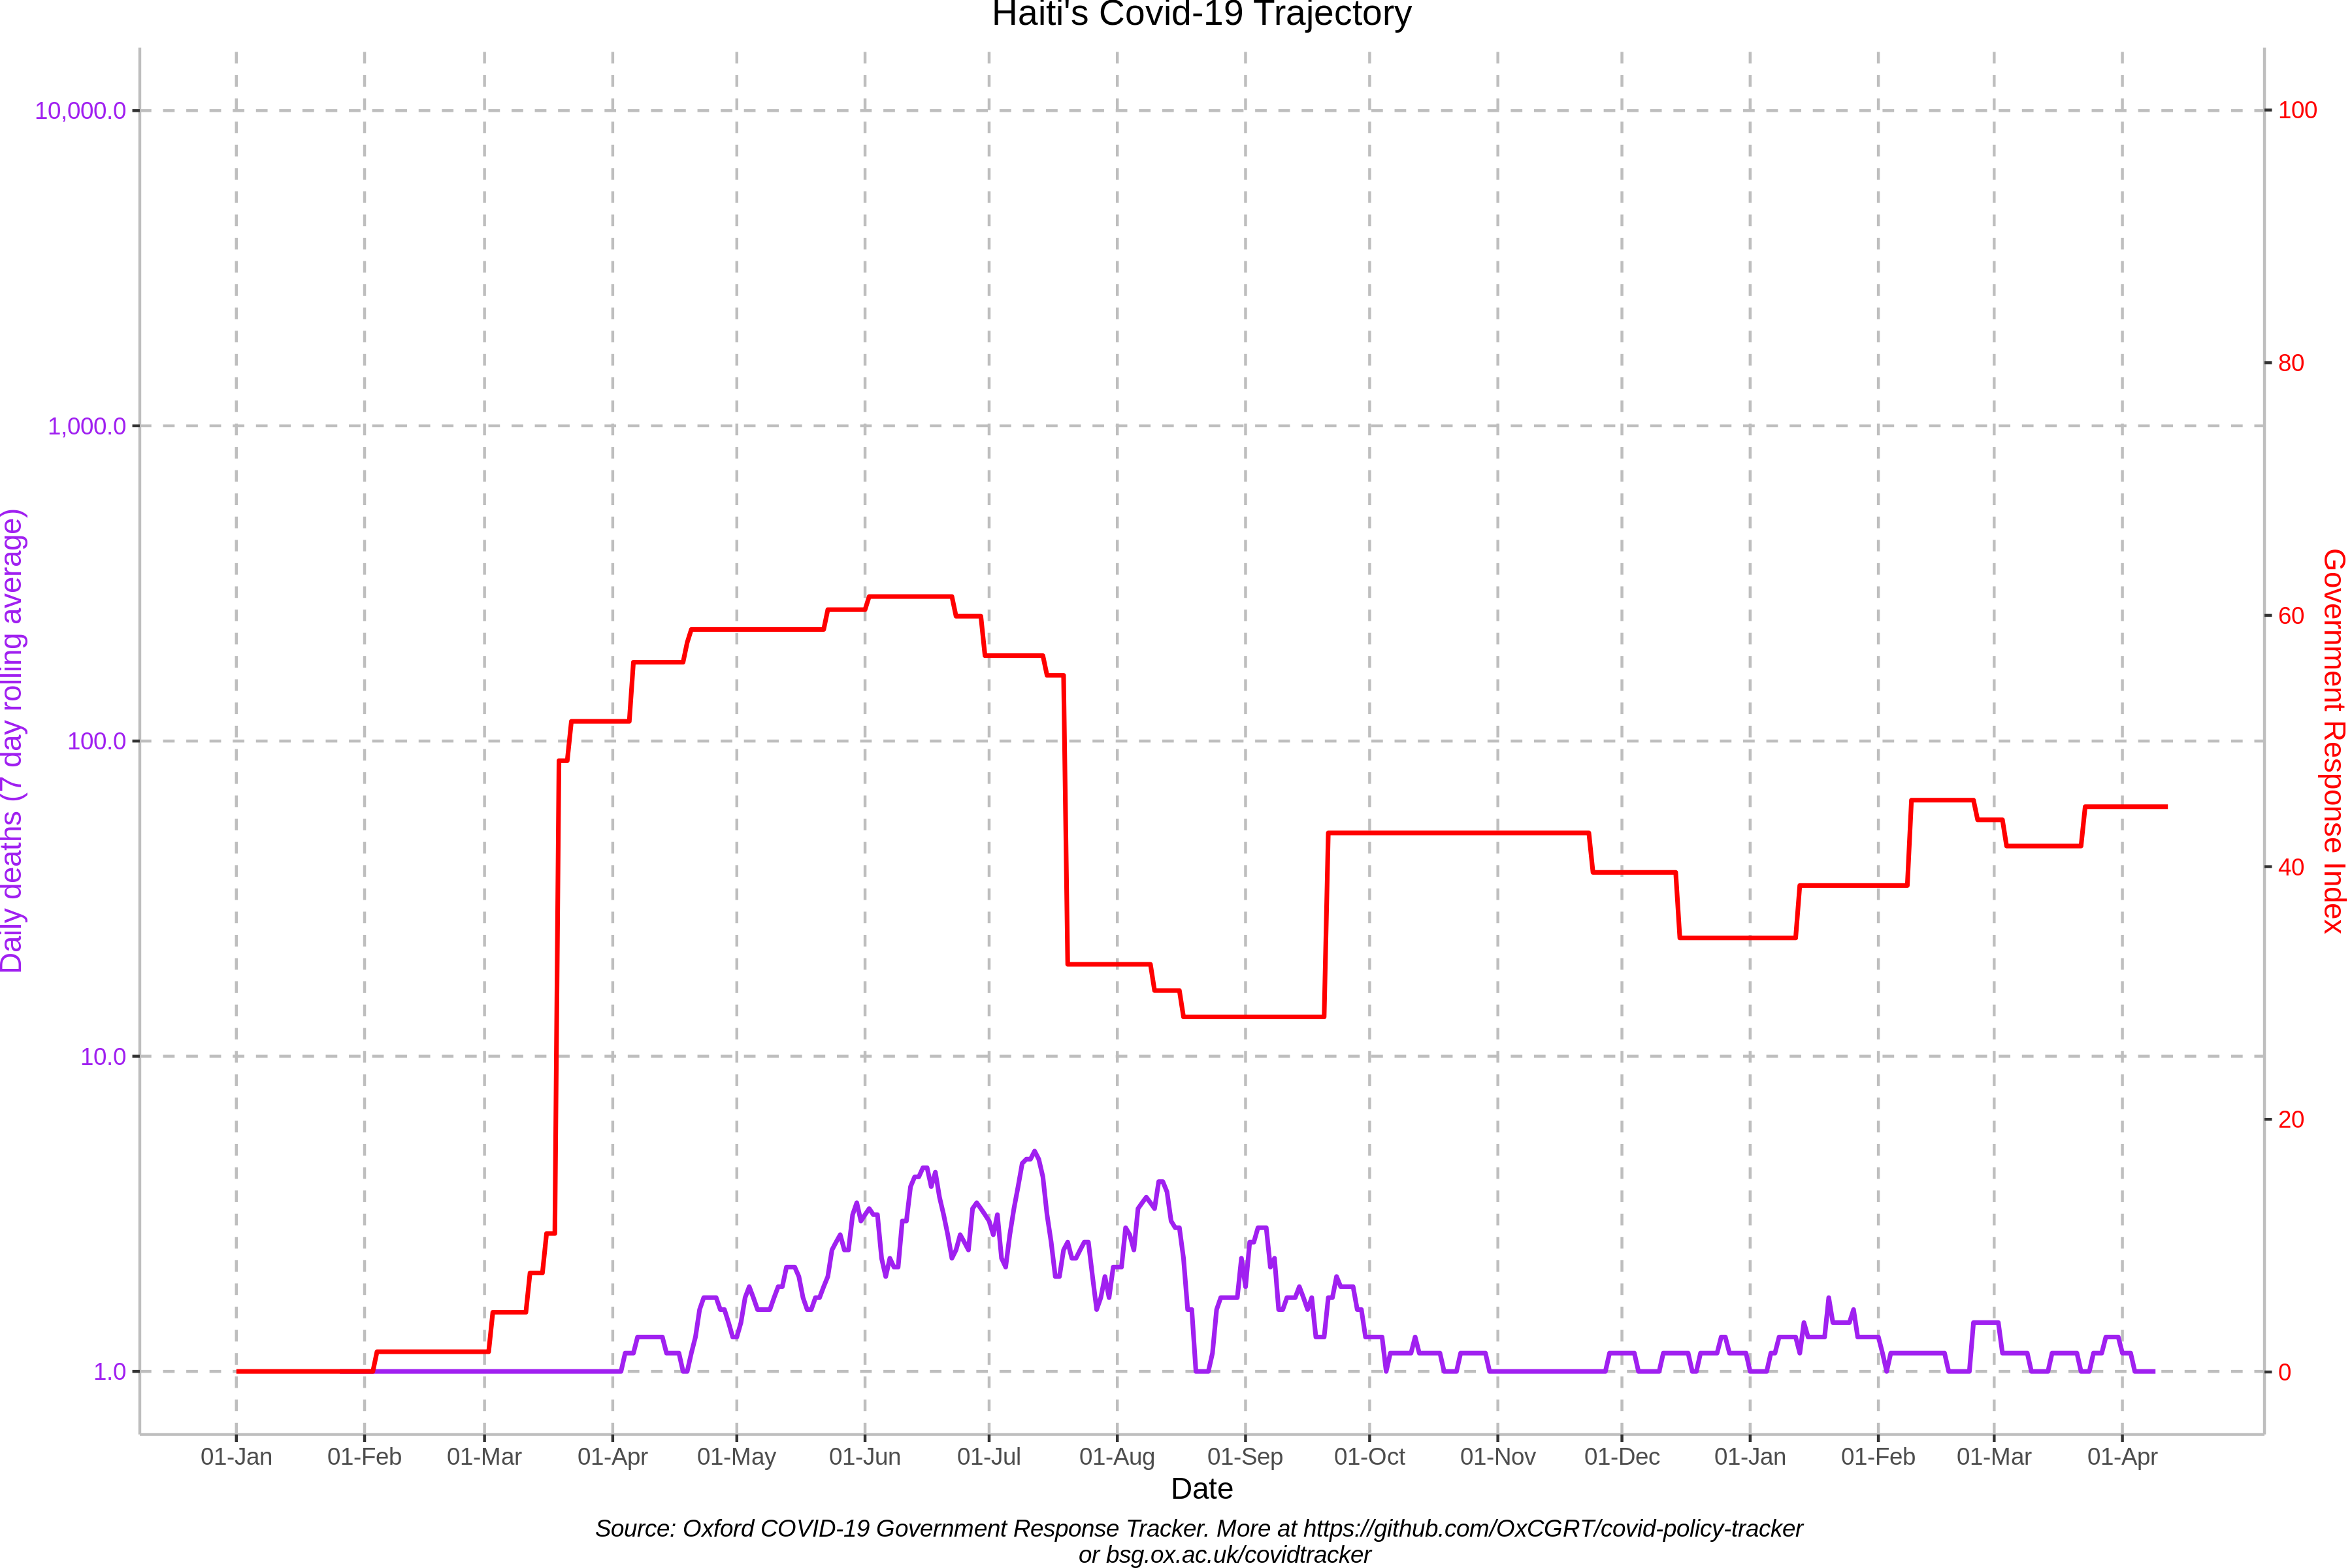 Haiti's Covid-19 Trajectory
10,000.0
1,000.0
100.0
10.0
1.0
Daily deaths (7 day rolling average)
100
80
60
40
20
0
Government Response Index
01-Jan
01-Feb
01-Mar
01-Apr
01-May
01-Jun
01-Jul
01-Aug
01-Sep
01-Oct
01-Nov
01-Dec
01-Jan
01-Feb
01-Mar
01-Apr
Date
Source: Oxford COVID-19 Government Response Tracker. More at https://github.com/OxCGRT/covid-policy-tracker
or bsg.ox.ac.uk/covidtracker